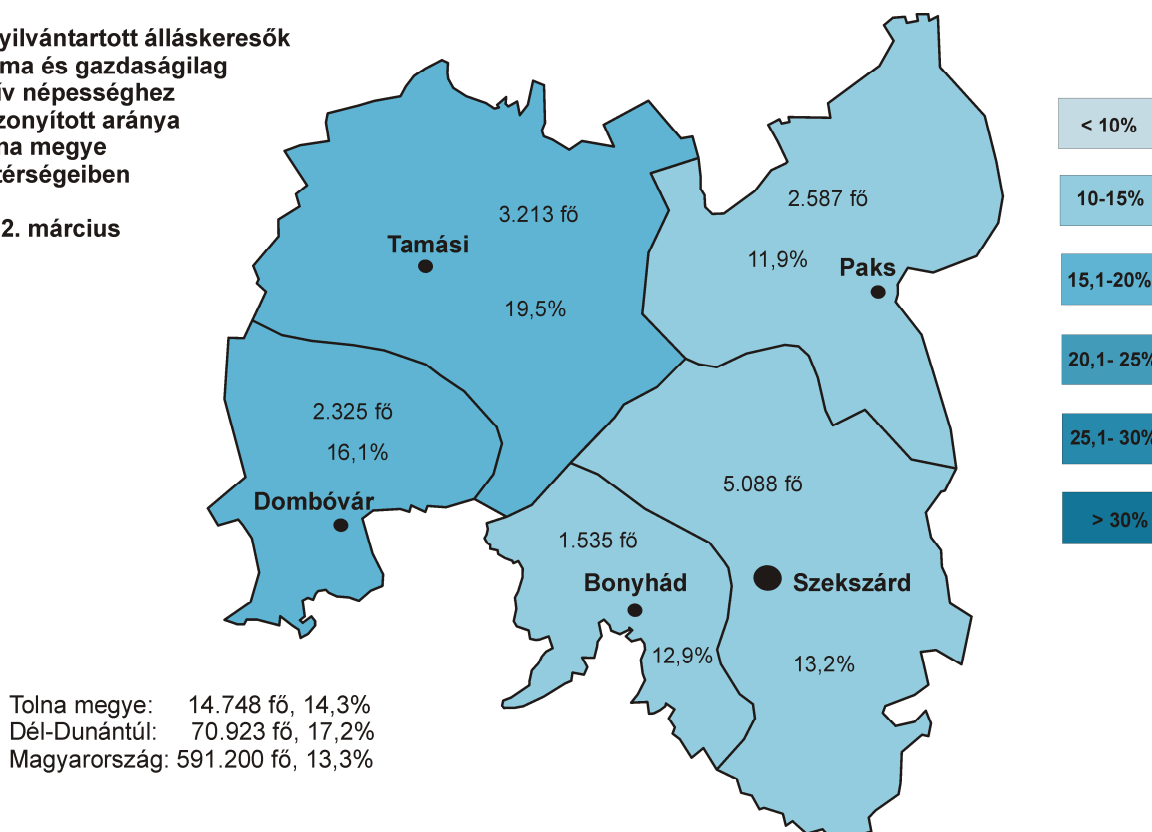 yilvántartott álláskeresők
ma és gazdaságilag
ív népességhez
zonyított aránya
na megye
térségeiben
2. március
3.213 fő
Tamási
19,5%
2.587 fő
11,9%
Paks
2.325 fő
16,1%
Dombóvár
5.088 fő
1.535 fő
Bonyhád
Szekszárd
12,9%
13,2%
< 10%
10-15%
15,1-20%
20,1- 25%
25,1- 30%
> 30%
Tolna megye: 14.748 fő, 14,3%
Dél-Dunántúl: 70.923 fő, 17,2%
Magyarország: 591.200 fő, 13,3%